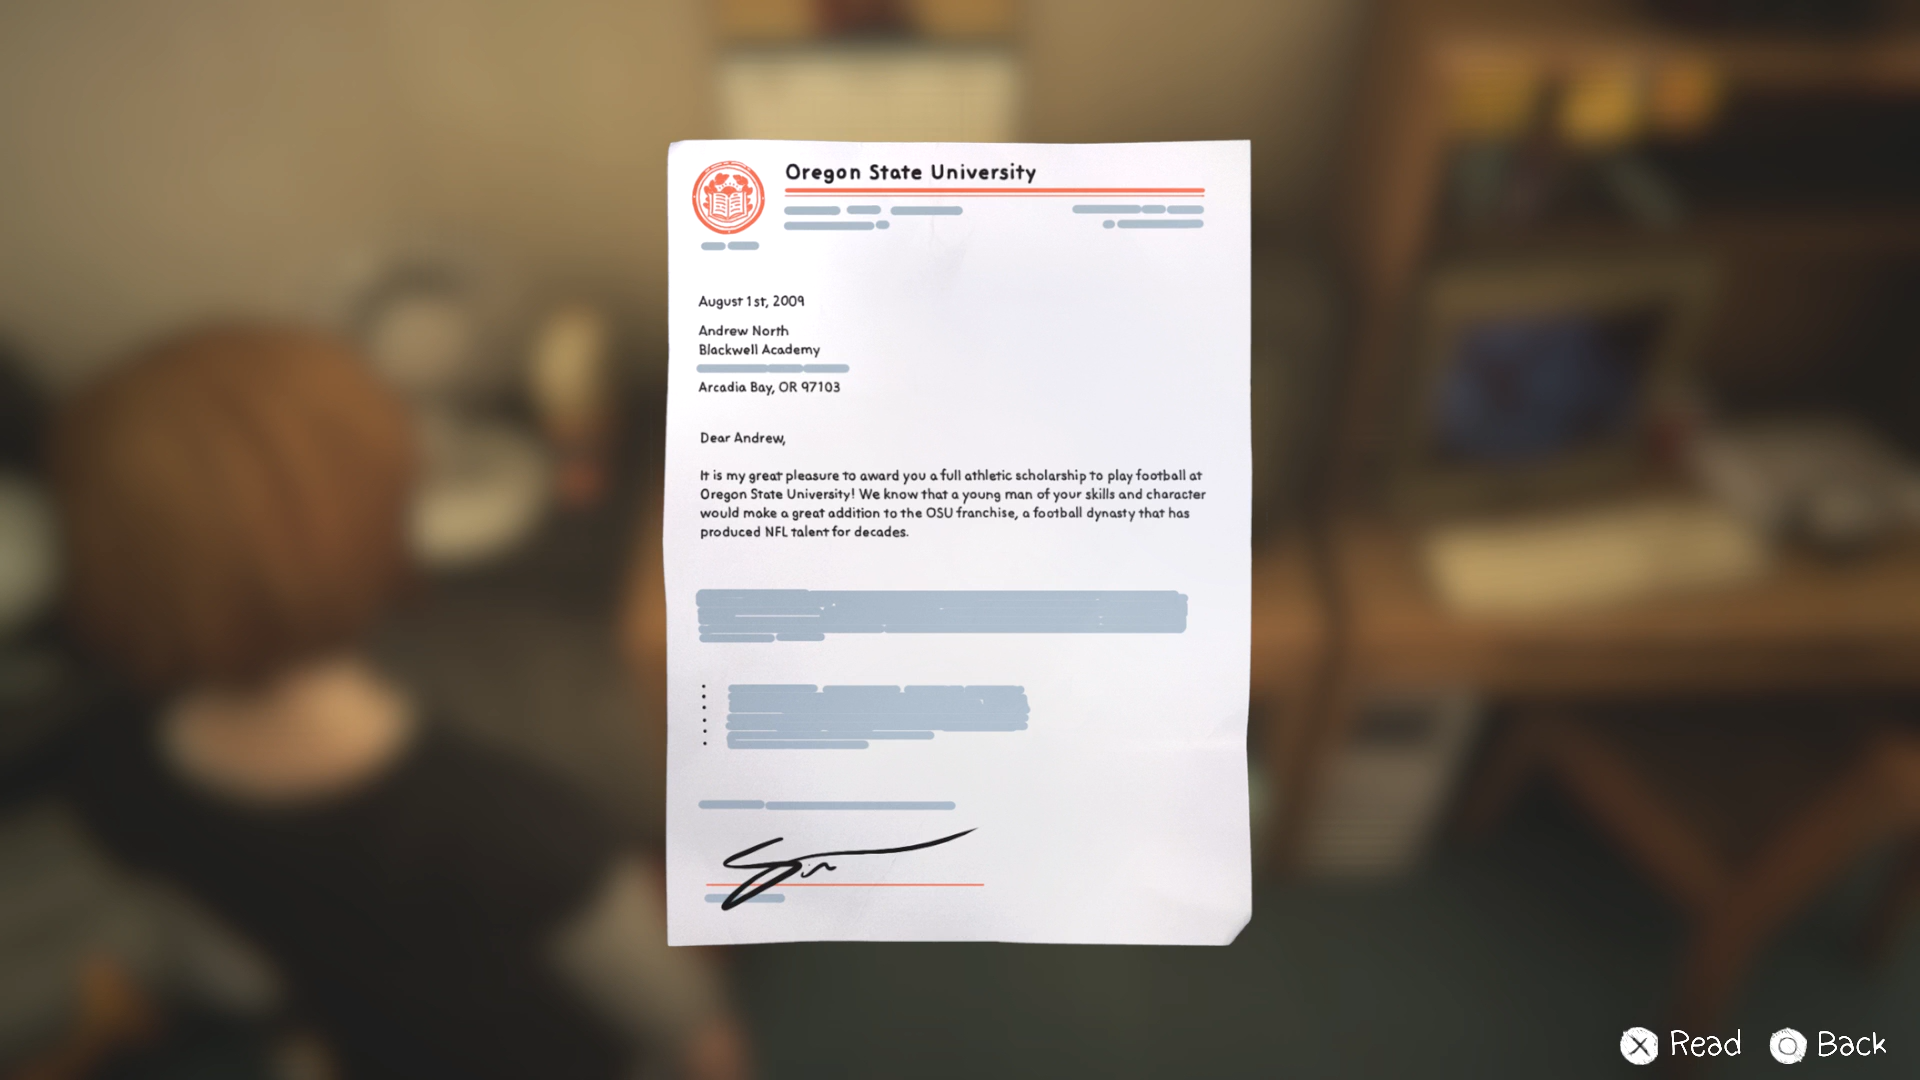 Oregon State University
August 1st, 2009
Andrew North
Blackwell Academy
Arcadia Bay, OR 97103
Dear Andrew,
It is my great pleasure to award you a full athletic scholarship to play football at
Oregon State University! We know that a young man of your skills and character
would make a great addition to the OSU franchise, a football dynasty that has
produced NFL talent for decades.
Read
Back